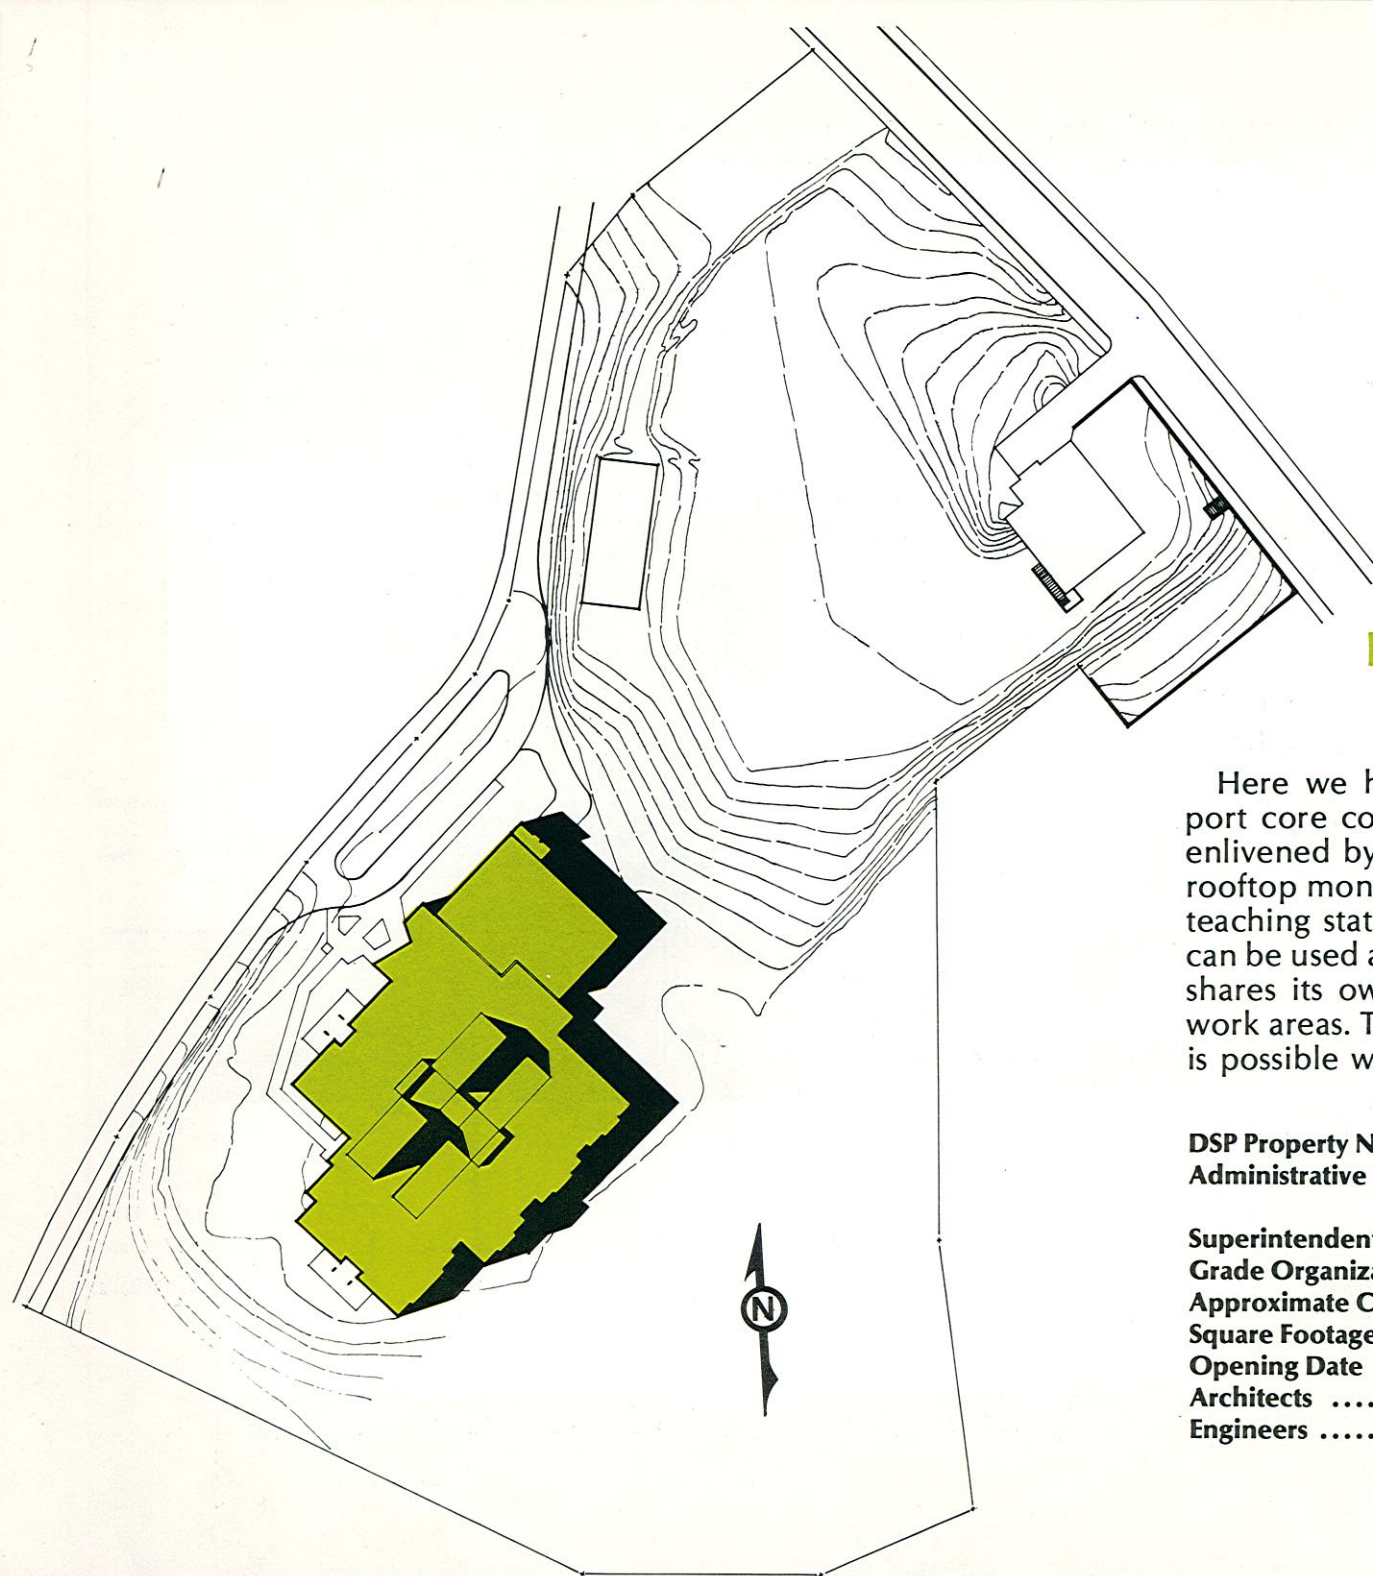 N
Here we h
port core co
enlivened by
rooftop mon
teaching stat
can be used a
shares its ow
work areas. T
is possible w
DSP Property N
Administrative
Superintenden
Grade Organiza
Approximate C
Square Footage
Opening Date
Architects ....
Engineers .....